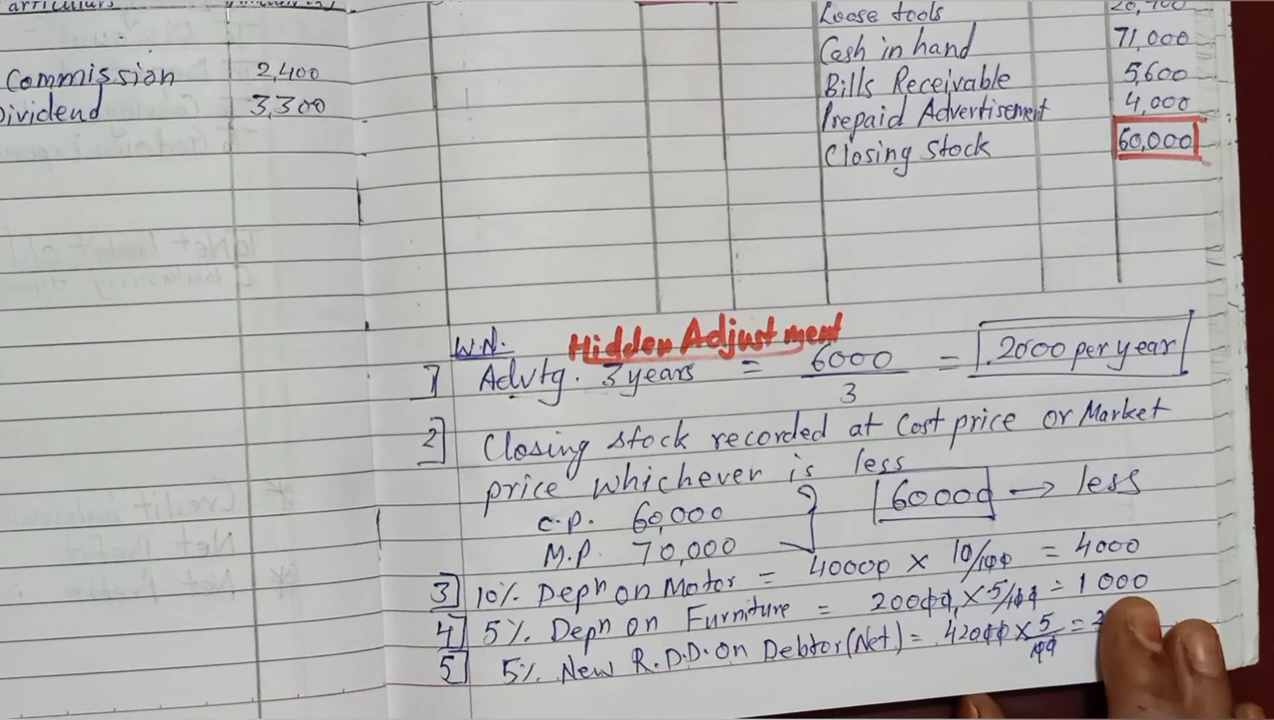 Commission 2,400
Dividend 3,300
Loose tools
Cash in hand 71,000
Bills Receivable 5,600
Prepaid Advertisement 4,000
Closing stock 60,000
W.N. Hidden Adjustment
1] Advtg. 3 years = 6000/3 = 2000 per year
2] Closing stock recorded at Cost price or Market
price whichever is less
C.P. 60,000
M.P. 70,000
60000 → less
3] 10% Depn on Motor = 40000 × 10/100 = 4000
4] 5% Depn on Furniture = 20000 × 5/100 = 1000
5] 5% New R.D.D. on Debtor (Net) = 42000 × 5/100 =